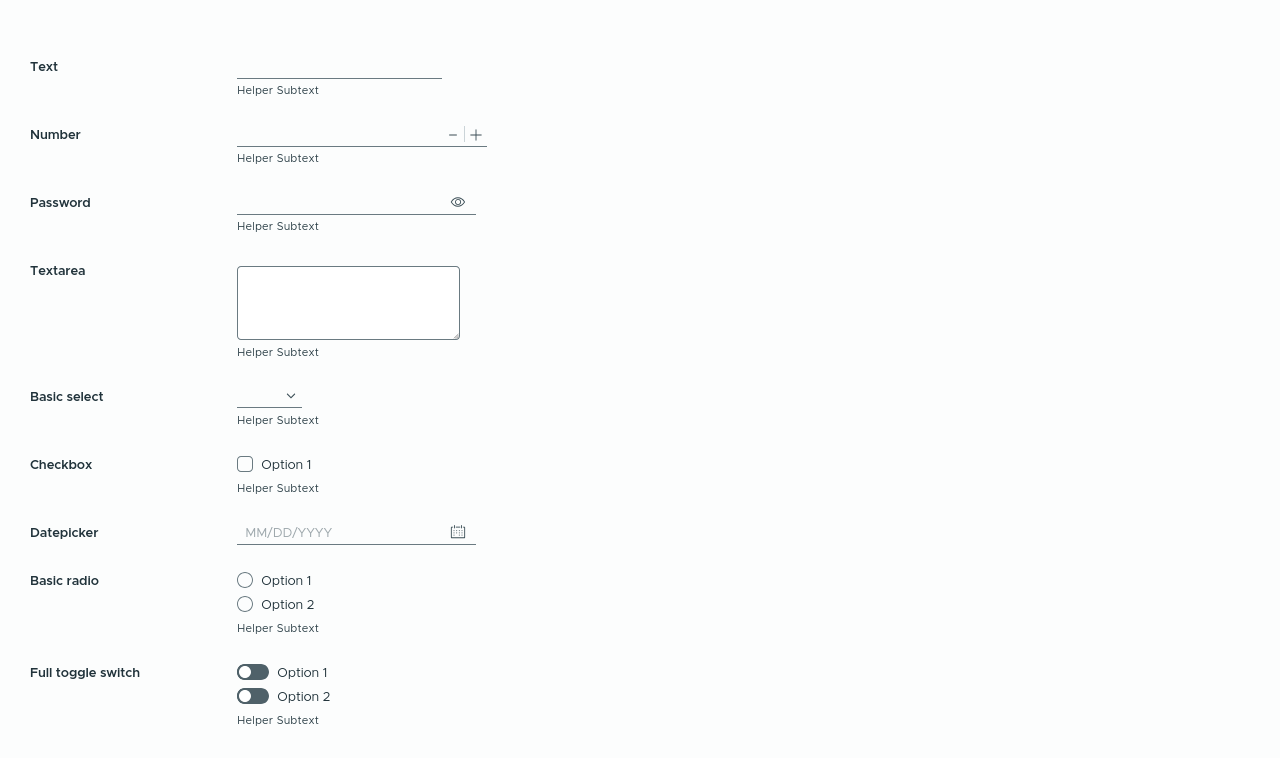 Text
Helper Subtext
Number
Helper Subtext
Password
Helper Subtext
Textarea
Helper Subtext
Basic select
Helper Subtext
Checkbox Option 1
Helper Subtext
Datepicker MM/DD/YYYY
Basic radio Option 1
Option 2
Helper Subtext
Full toggle switch Option 1
Option 2
Helper Subtext